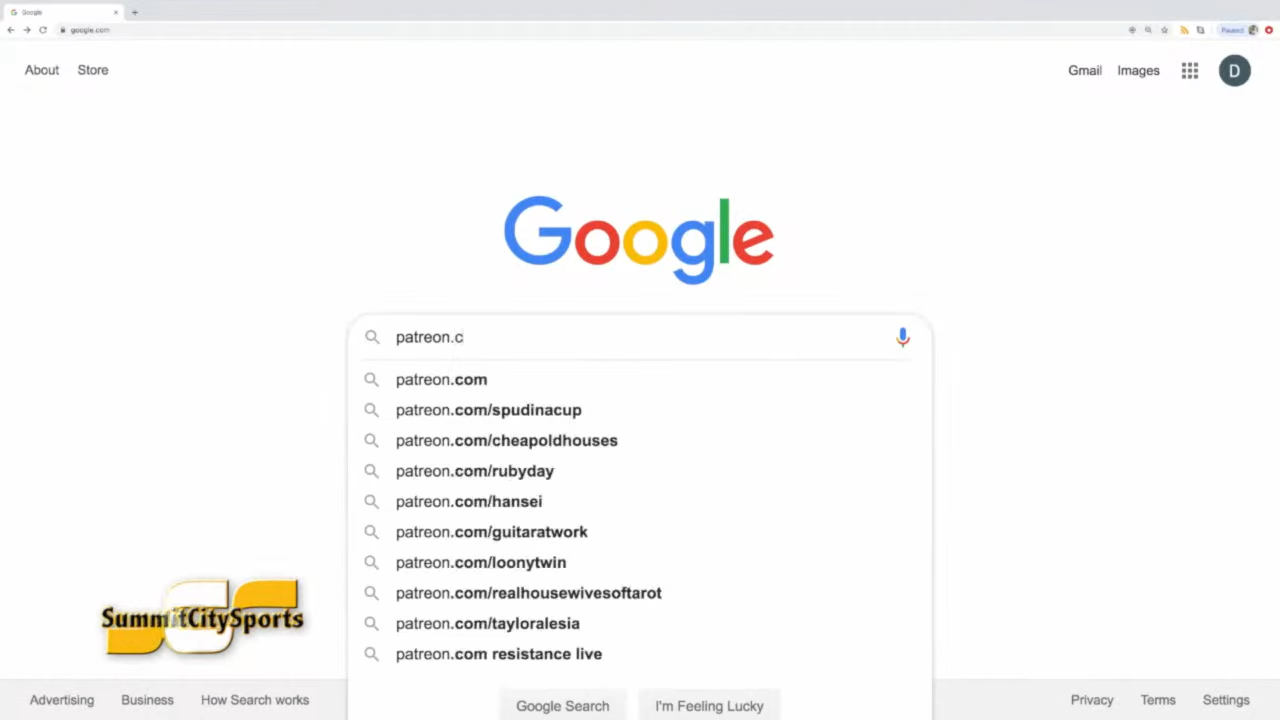 Google
google.com
Paused
About Store
Gmail Images
D
Google
patreon.c
patreon.com
patreon.com/spudinacup
patreon.com/cheapoldhouses
patreon.com/rubyday
patreon.com/hansei
patreon.com/guitaratwork
patreon.com/loonytwin
patreon.com/realhousewivesoftarot
patreon.com/tayloralesia
patreon.com resistance live
SummitCitySports
Google Search I'm Feeling Lucky
Advertising Business How Search works
Privacy Terms Settings